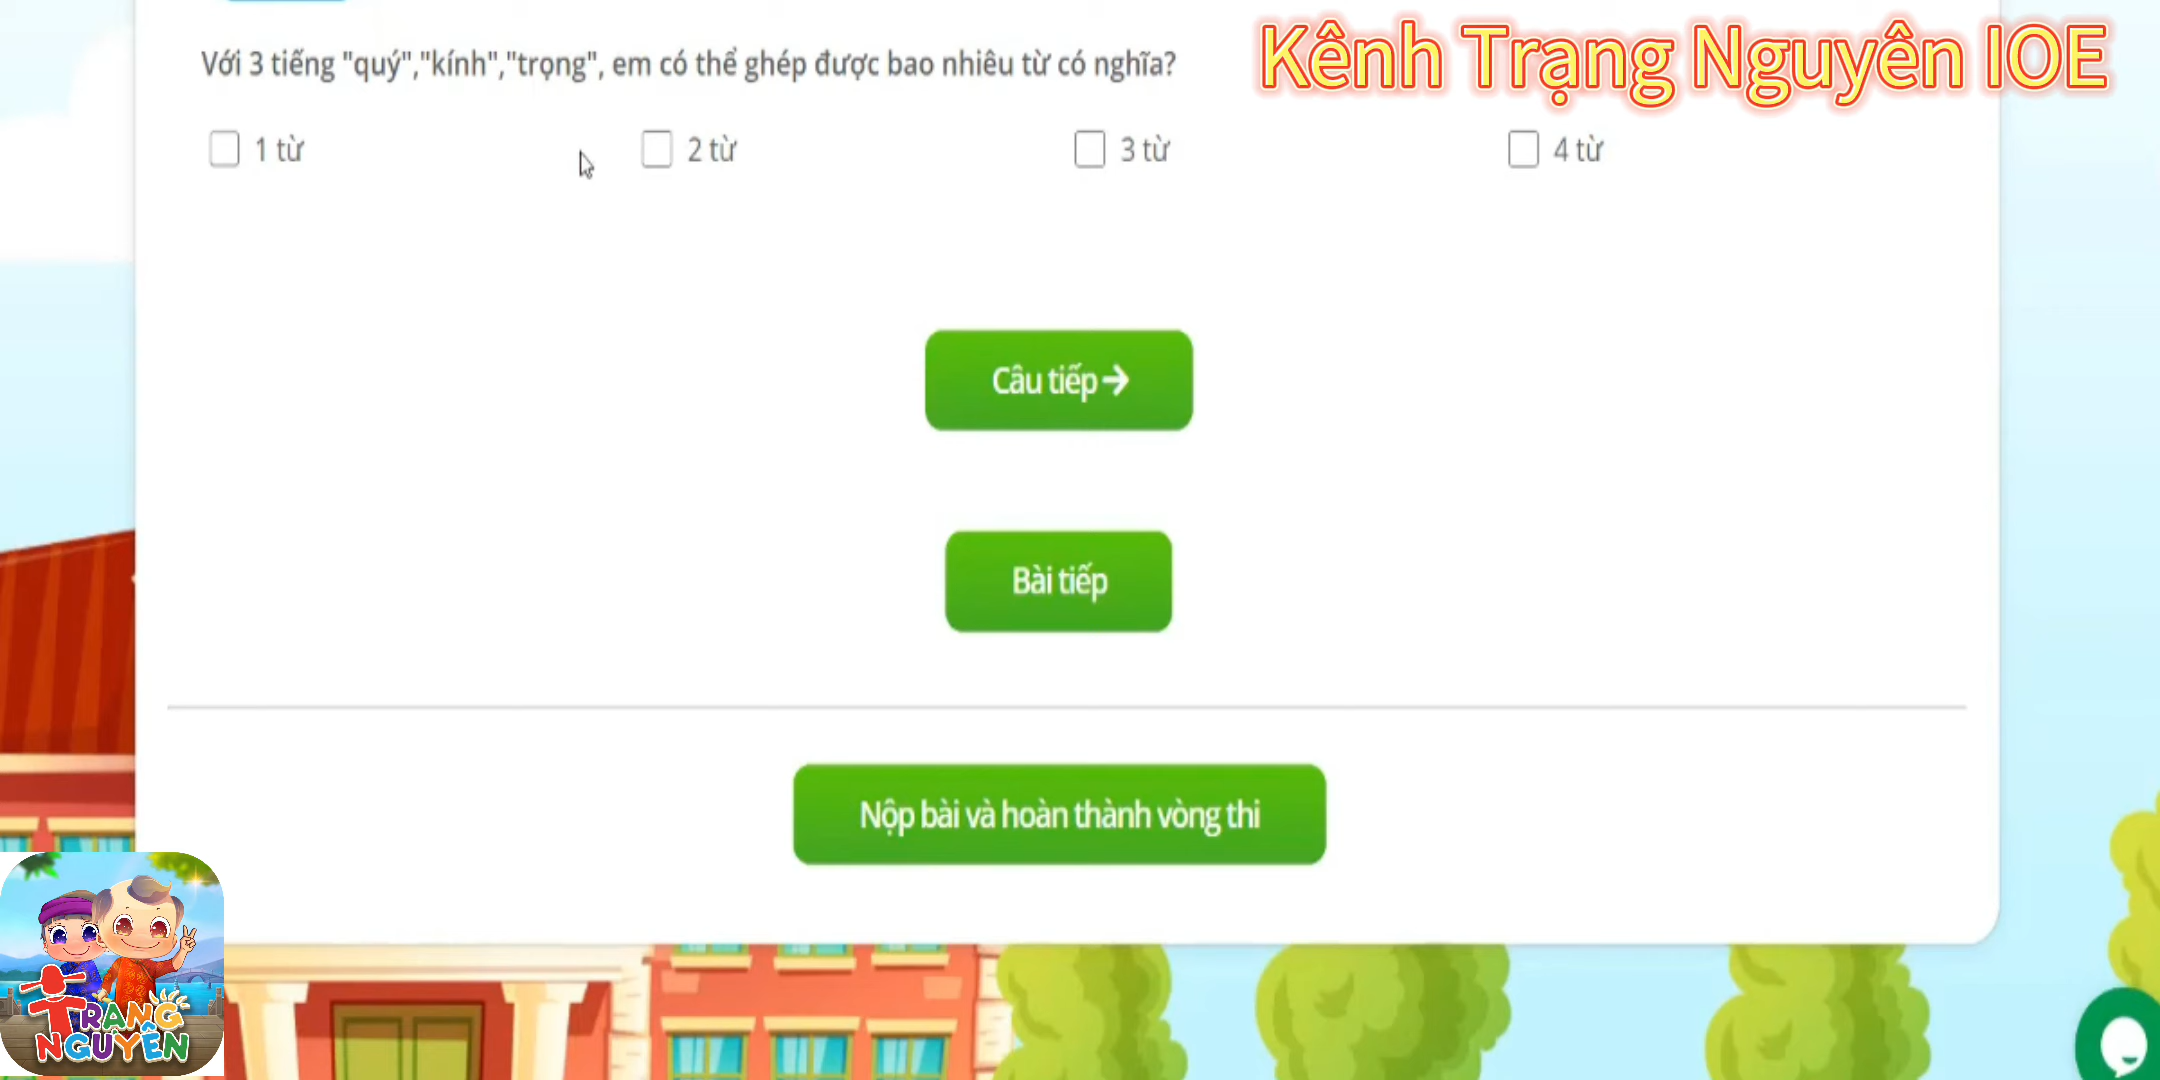 Kênh Trạng Nguyên IOE
Với 3 tiếng "quý","kính","trọng", em có thể ghép được bao nhiêu từ có nghĩa?
1 từ
2 từ
3 từ
4 từ
Câu tiếp→
Bài tiếp
Nộp bài và hoàn thành vòng thi
TRẠNG
NGUYÊN